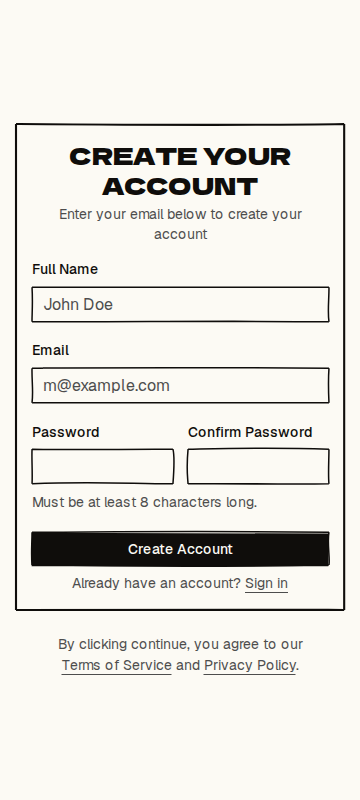 CREATE YOUR
ACCOUNT
Enter your email below to create your
account
Full Name
John Doe
Email
m@example.com
Password
Confirm Password
Must be at least 8 characters long.
Create Account
Already have an account? Sign in
By clicking continue, you agree to our
Terms of Service and Privacy Policy.